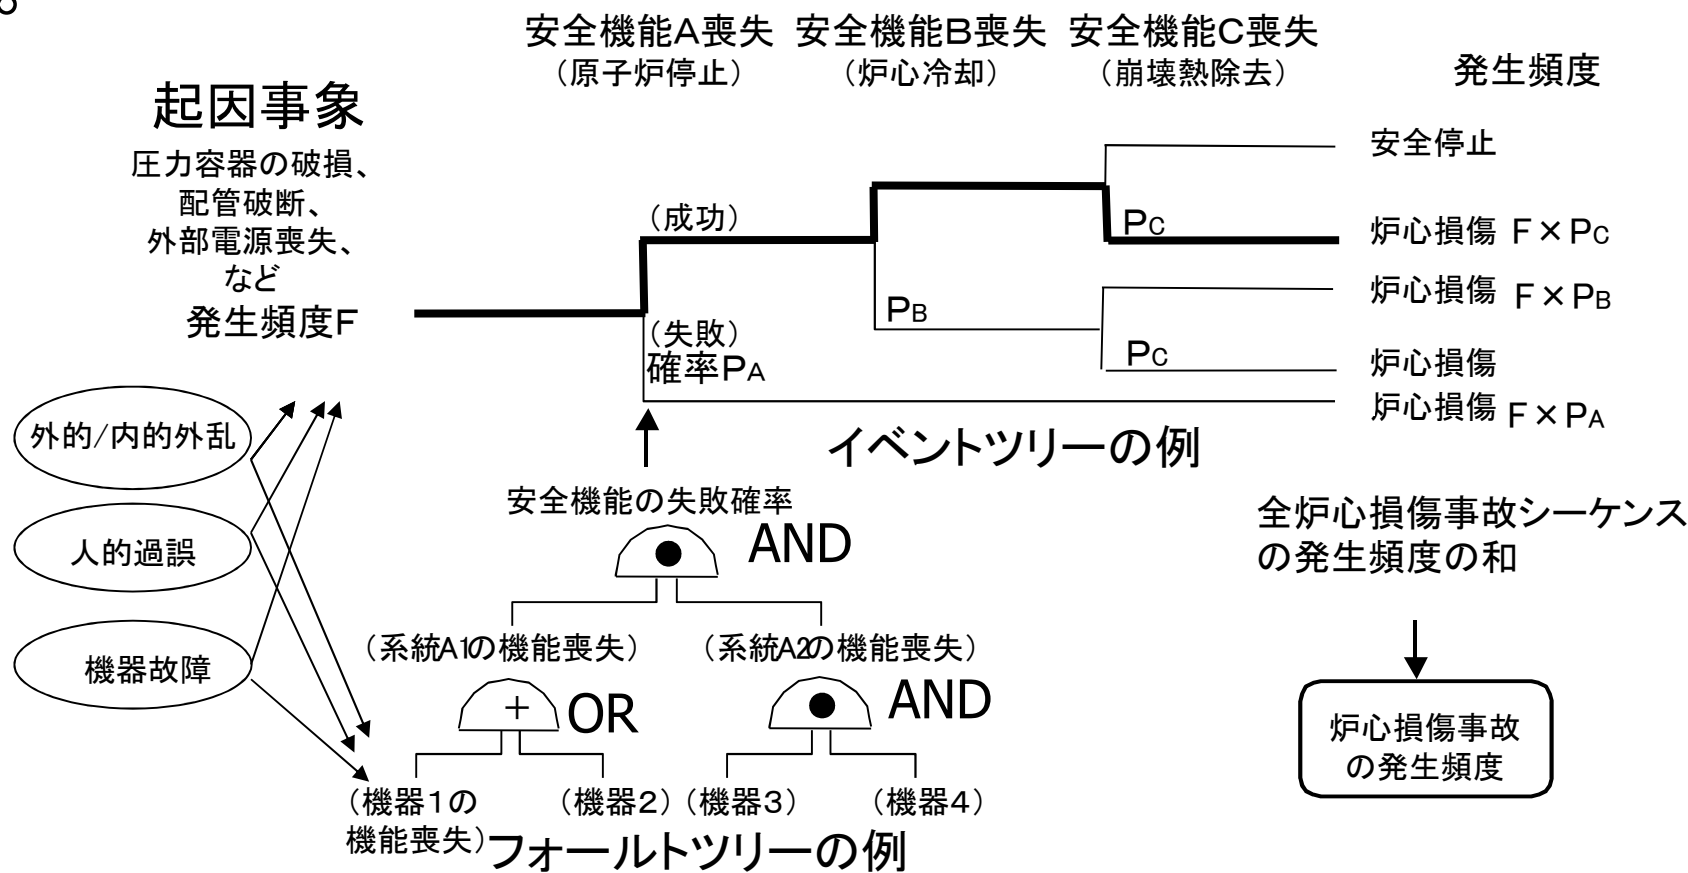 。
安全機能A喪失 安全機能B喪失 安全機能C喪失
（原子炉停止） （炉心冷却） （崩壊熱除去） 発生頻度
起因事象
圧力容器の破損、
配管破断、
外部電源喪失、
など
発生頻度F
（成功）
（失敗）
確率PA
PB
PC
PC
安全停止
炉心損傷 F×PC
炉心損傷 F×PB
炉心損傷
炉心損傷 F×PA
イベントツリーの例
外的/内的外乱
人的過誤
機器故障
安全機能の失敗確率
AND
（系統A1の機能喪失） （系統A2の機能喪失）
+ OR
AND
（機器1の
機能喪失）
（機器2） （機器3） （機器4）
フォールトツリーの例
全炉心損傷事故シーケンス
の発生頻度の和
炉心損傷事故
の発生頻度